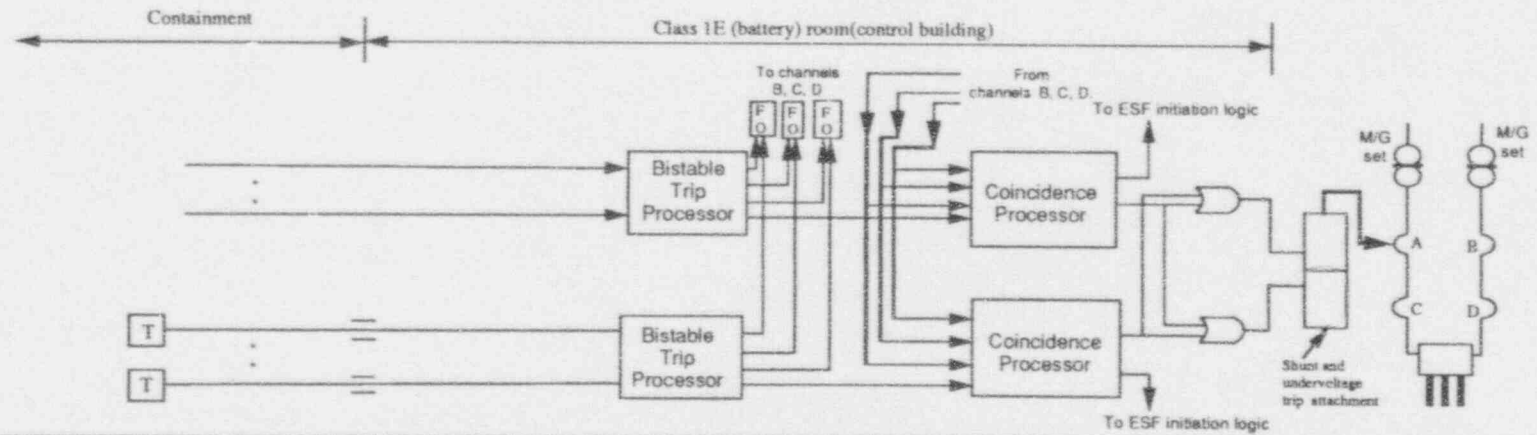 Containment
Class 1E (battery) room(control building)
To channels
B, C, D
From
channels B, C, D.
F
O
F
O
F
O
To ESF initiation logic
M/G
set
M/G
set
Bistable
Trip
Processor
Coincidence
Processor
A
B
T
Bistable
Trip
Processor
Coincidence
Processor
C
D
T
Shunt and
undervoltage
trip attachment
To ESF initiation logic